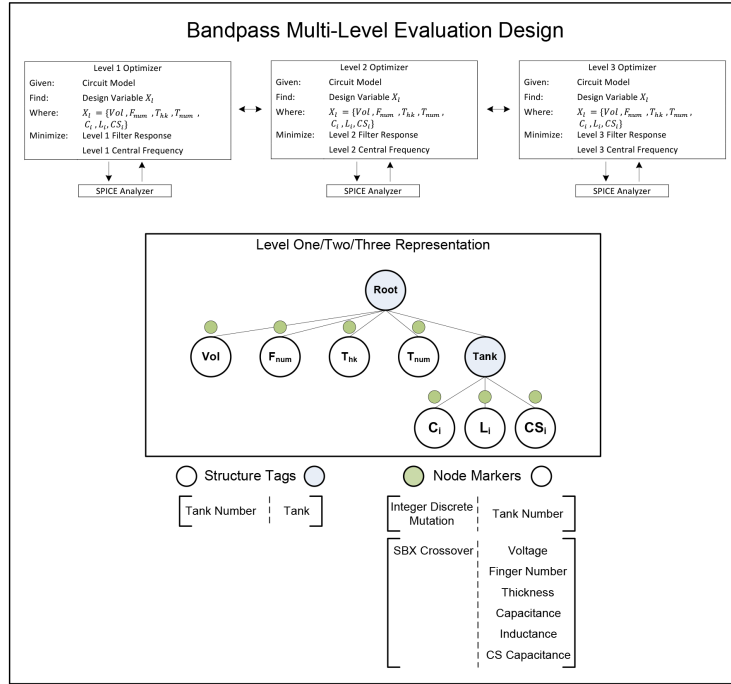 Bandpass Multi-Level Evaluation Design
Level 1 Optimizer
Given: Circuit Model
Find: Design Variable X_l
Where: X_l = {Vol , F_num , T_hk , T_num ,
C_i , L_i , CS_i}
Minimize: Level 1 Filter Response
Level 1 Central Frequency
SPICE Analyzer
Level 2 Optimizer
Given: Circuit Model
Find: Design Variable X_l
Where: X_l = {Vol , F_num , T_hk , T_num ,
C_i , L_i , CS_i}
Minimize: Level 2 Filter Response
Level 2 Central Frequency
SPICE Analyzer
Level 3 Optimizer
Given: Circuit Model
Find: Design Variable X_l
Where: X_l = {Vol , F_num , T_hk , T_num ,
C_i , L_i , CS_i}
Minimize: Level 3 Filter Response
Level 3 Central Frequency
SPICE Analyzer
Level One/Two/Three Representation
Root
Vol
F_num
T_hk
T_num
Tank
C_i
L_i
CS_i
Structure Tags
Tank Number
Tank
Node Markers
Integer Discrete
Mutation
Tank Number
SBX Crossover
Voltage
Finger Number
Thickness
Capacitance
Inductance
CS Capacitance